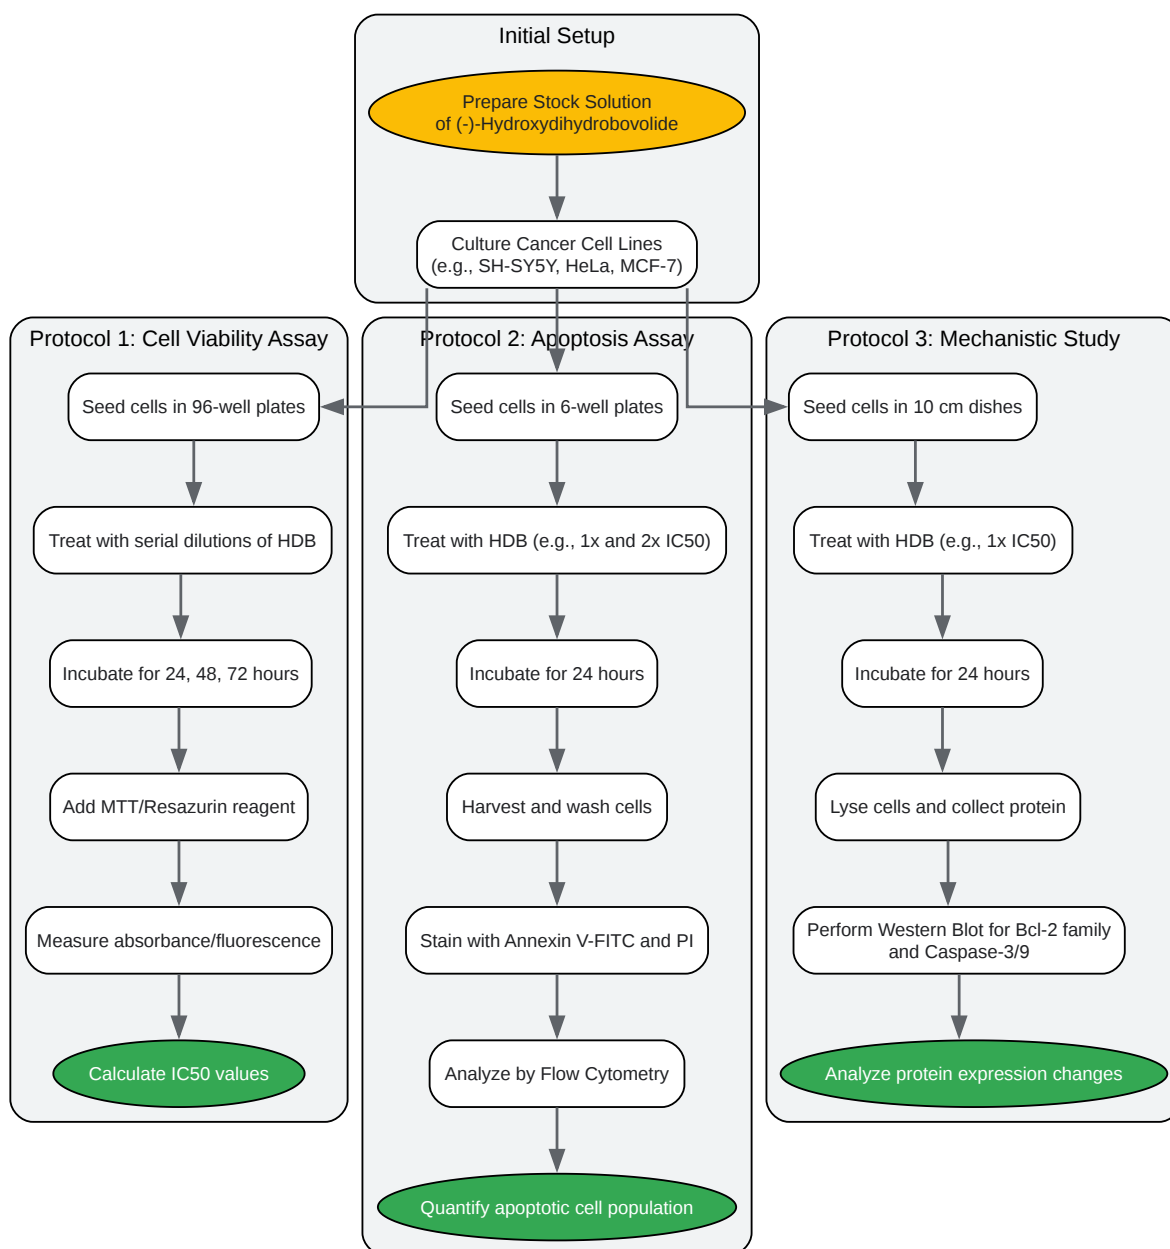 Initial Setup
Prepare Stock Solution
of (-)-Hydroxydihydrobovolide
Culture Cancer Cell Lines
(e.g., SH-SY5Y, HeLa, MCF-7)
Protocol 1: Cell Viability Assay
Seed cells in 96-well plates
Treat with serial dilutions of HDB
Incubate for 24, 48, 72 hours
Add MTT/Resazurin reagent
Measure absorbance/fluorescence
Calculate IC50 values
Protocol 2: Apoptosis Assay
Seed cells in 6-well plates
Treat with HDB (e.g., 1x and 2x IC50)
Incubate for 24 hours
Harvest and wash cells
Stain with Annexin V-FITC and PI
Analyze by Flow Cytometry
Quantify apoptotic cell population
Protocol 3: Mechanistic Study
Seed cells in 10 cm dishes
Treat with HDB (e.g., 1x IC50)
Incubate for 24 hours
Lyse cells and collect protein
Perform Western Blot for Bcl-2 family
and Caspase-3/9
Analyze protein expression changes